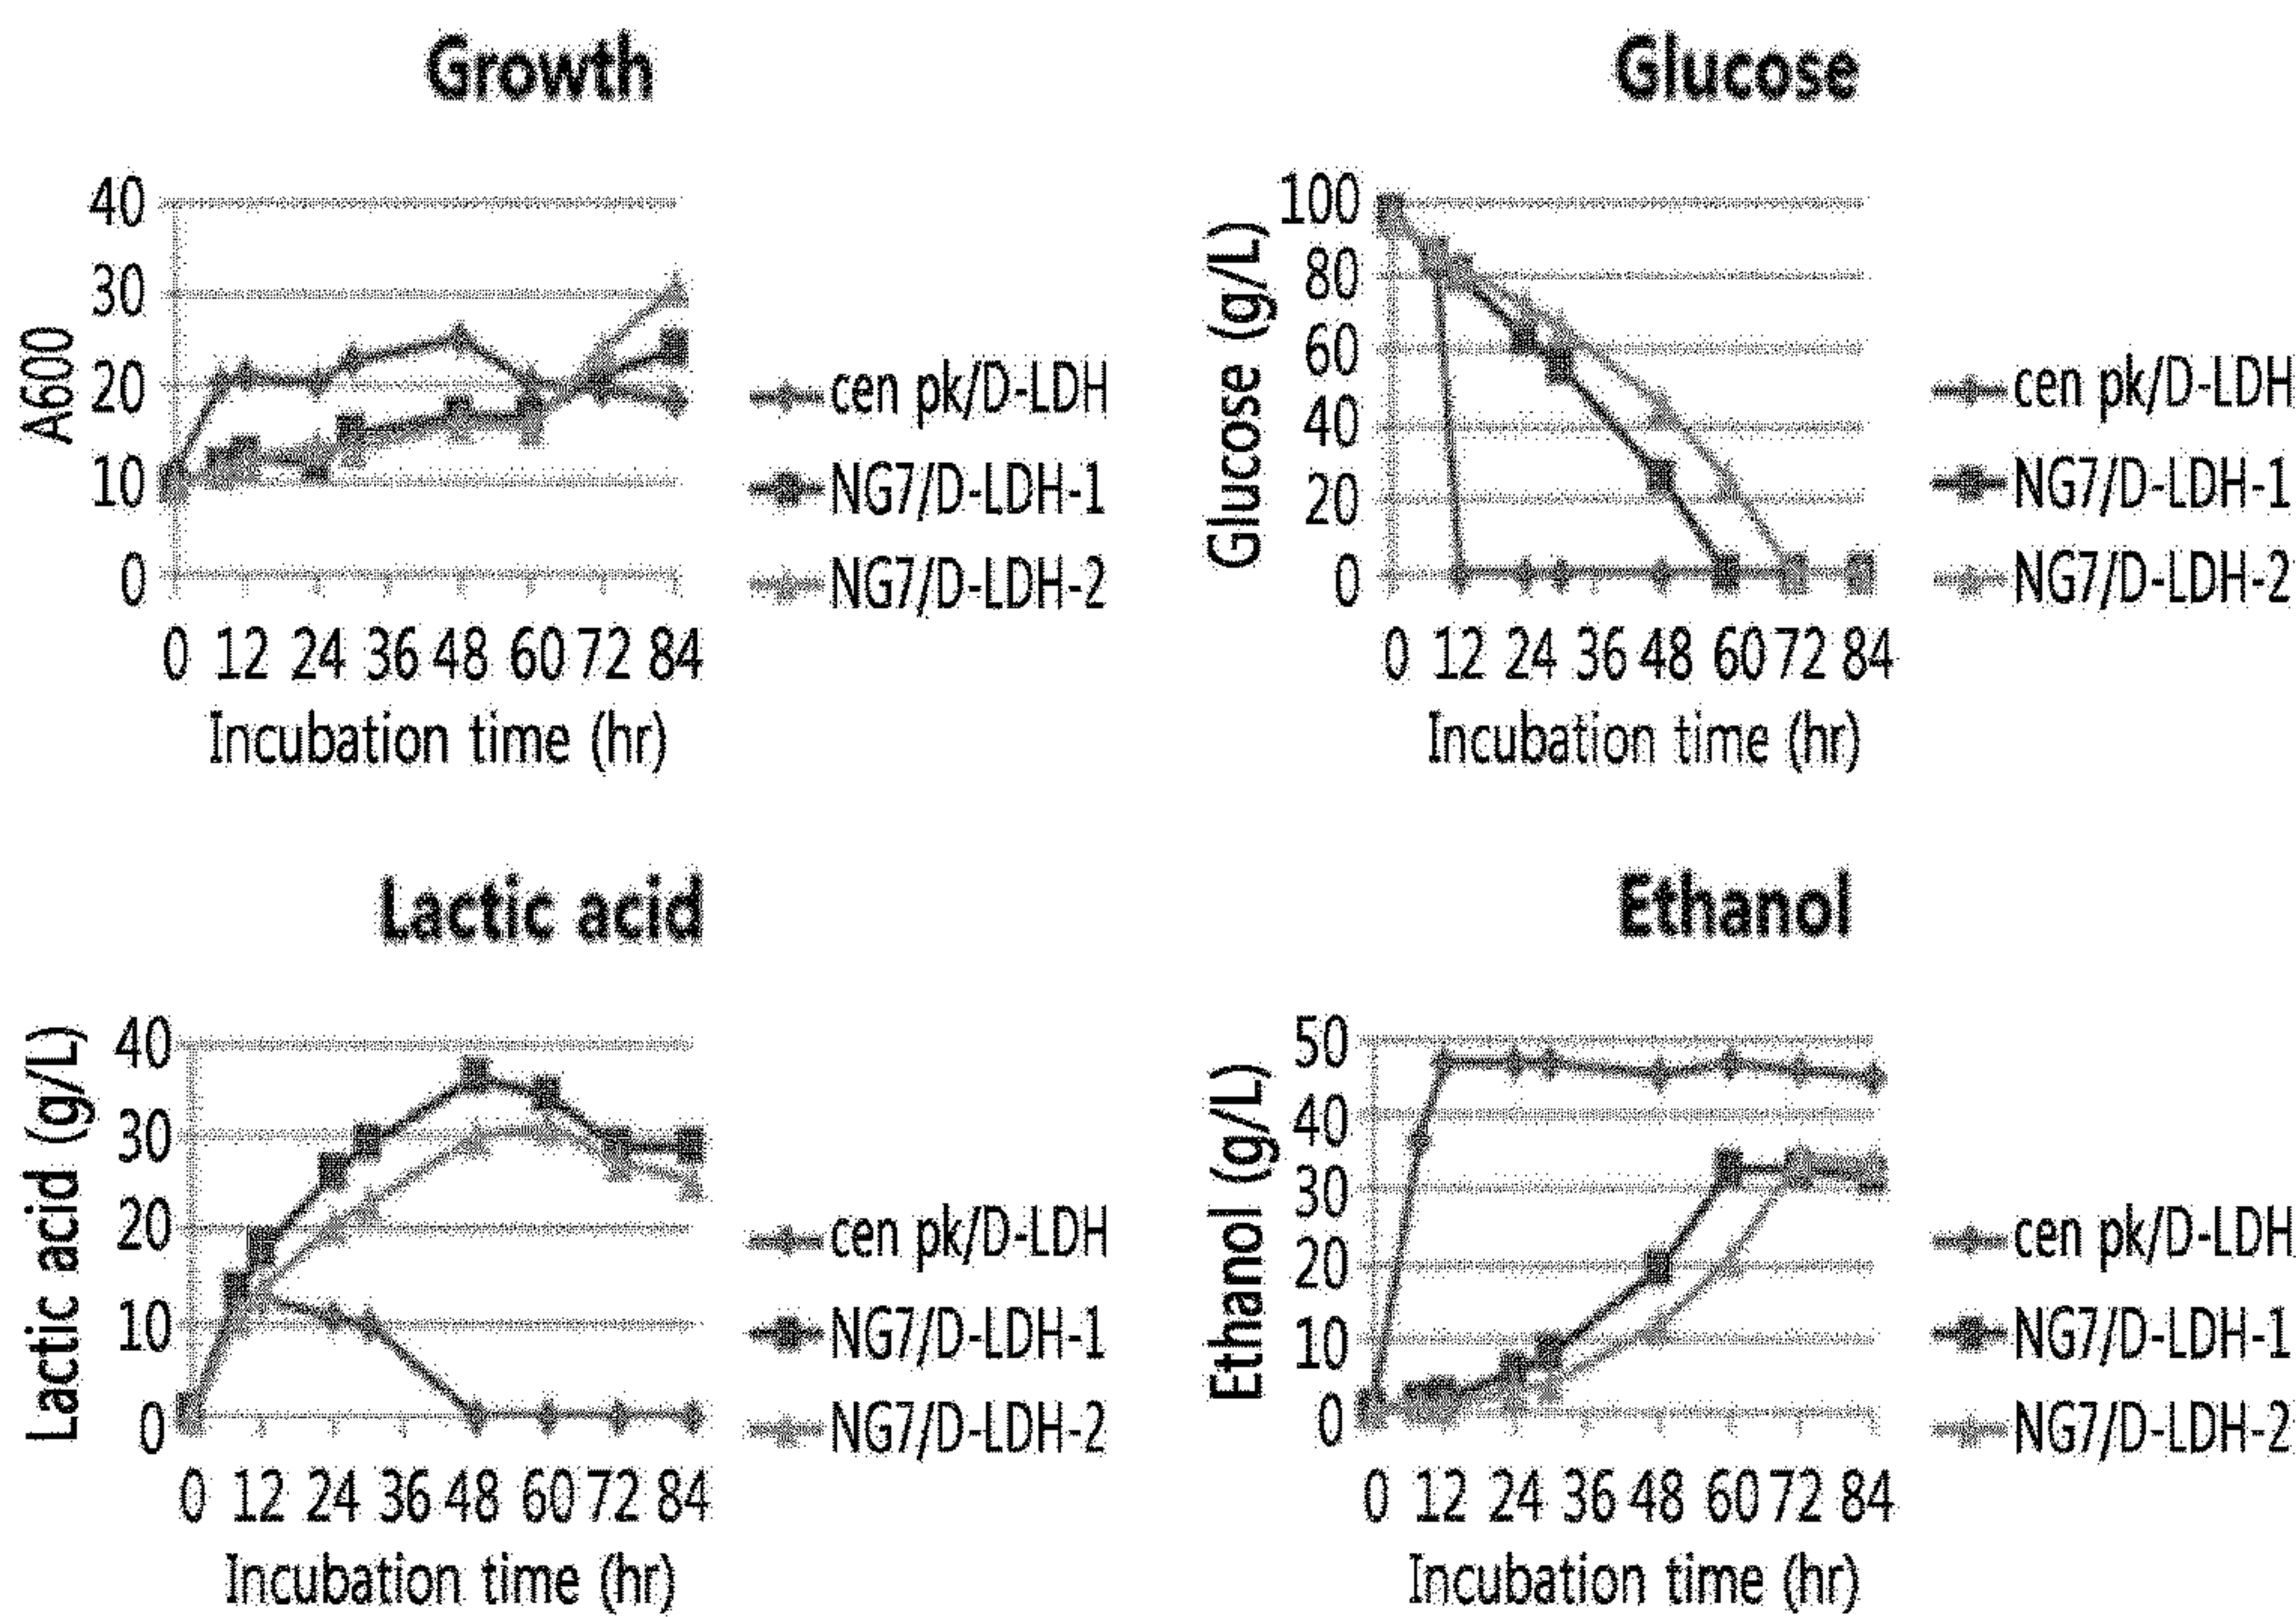 Growth
A600
40
30
20
10
0
0 12 24 36 48 60 72 84
Incubation time (hr)
cen pk/D-LDH
NG7/D-LDH-1
NG7/D-LDH-2
Glucose
Glucose (g/L)
100
80
60
40
20
0
0 12 24 36 48 60 72 84
Incubation time (hr)
cen pk/D-LDH
NG7/D-LDH-1
NG7/D-LDH-2
Lactic acid
Lactic acid (g/L)
40
30
20
10
0
0 12 24 36 48 60 72 84
Incubation time (hr)
cen pk/D-LDH
NG7/D-LDH-1
NG7/D-LDH-2
Ethanol
Ethanol (g/L)
50
40
30
20
10
0
0 12 24 36 48 60 72 84
Incubation time (hr)
cen pk/D-LDH
NG7/D-LDH-1
NG7/D-LDH-2